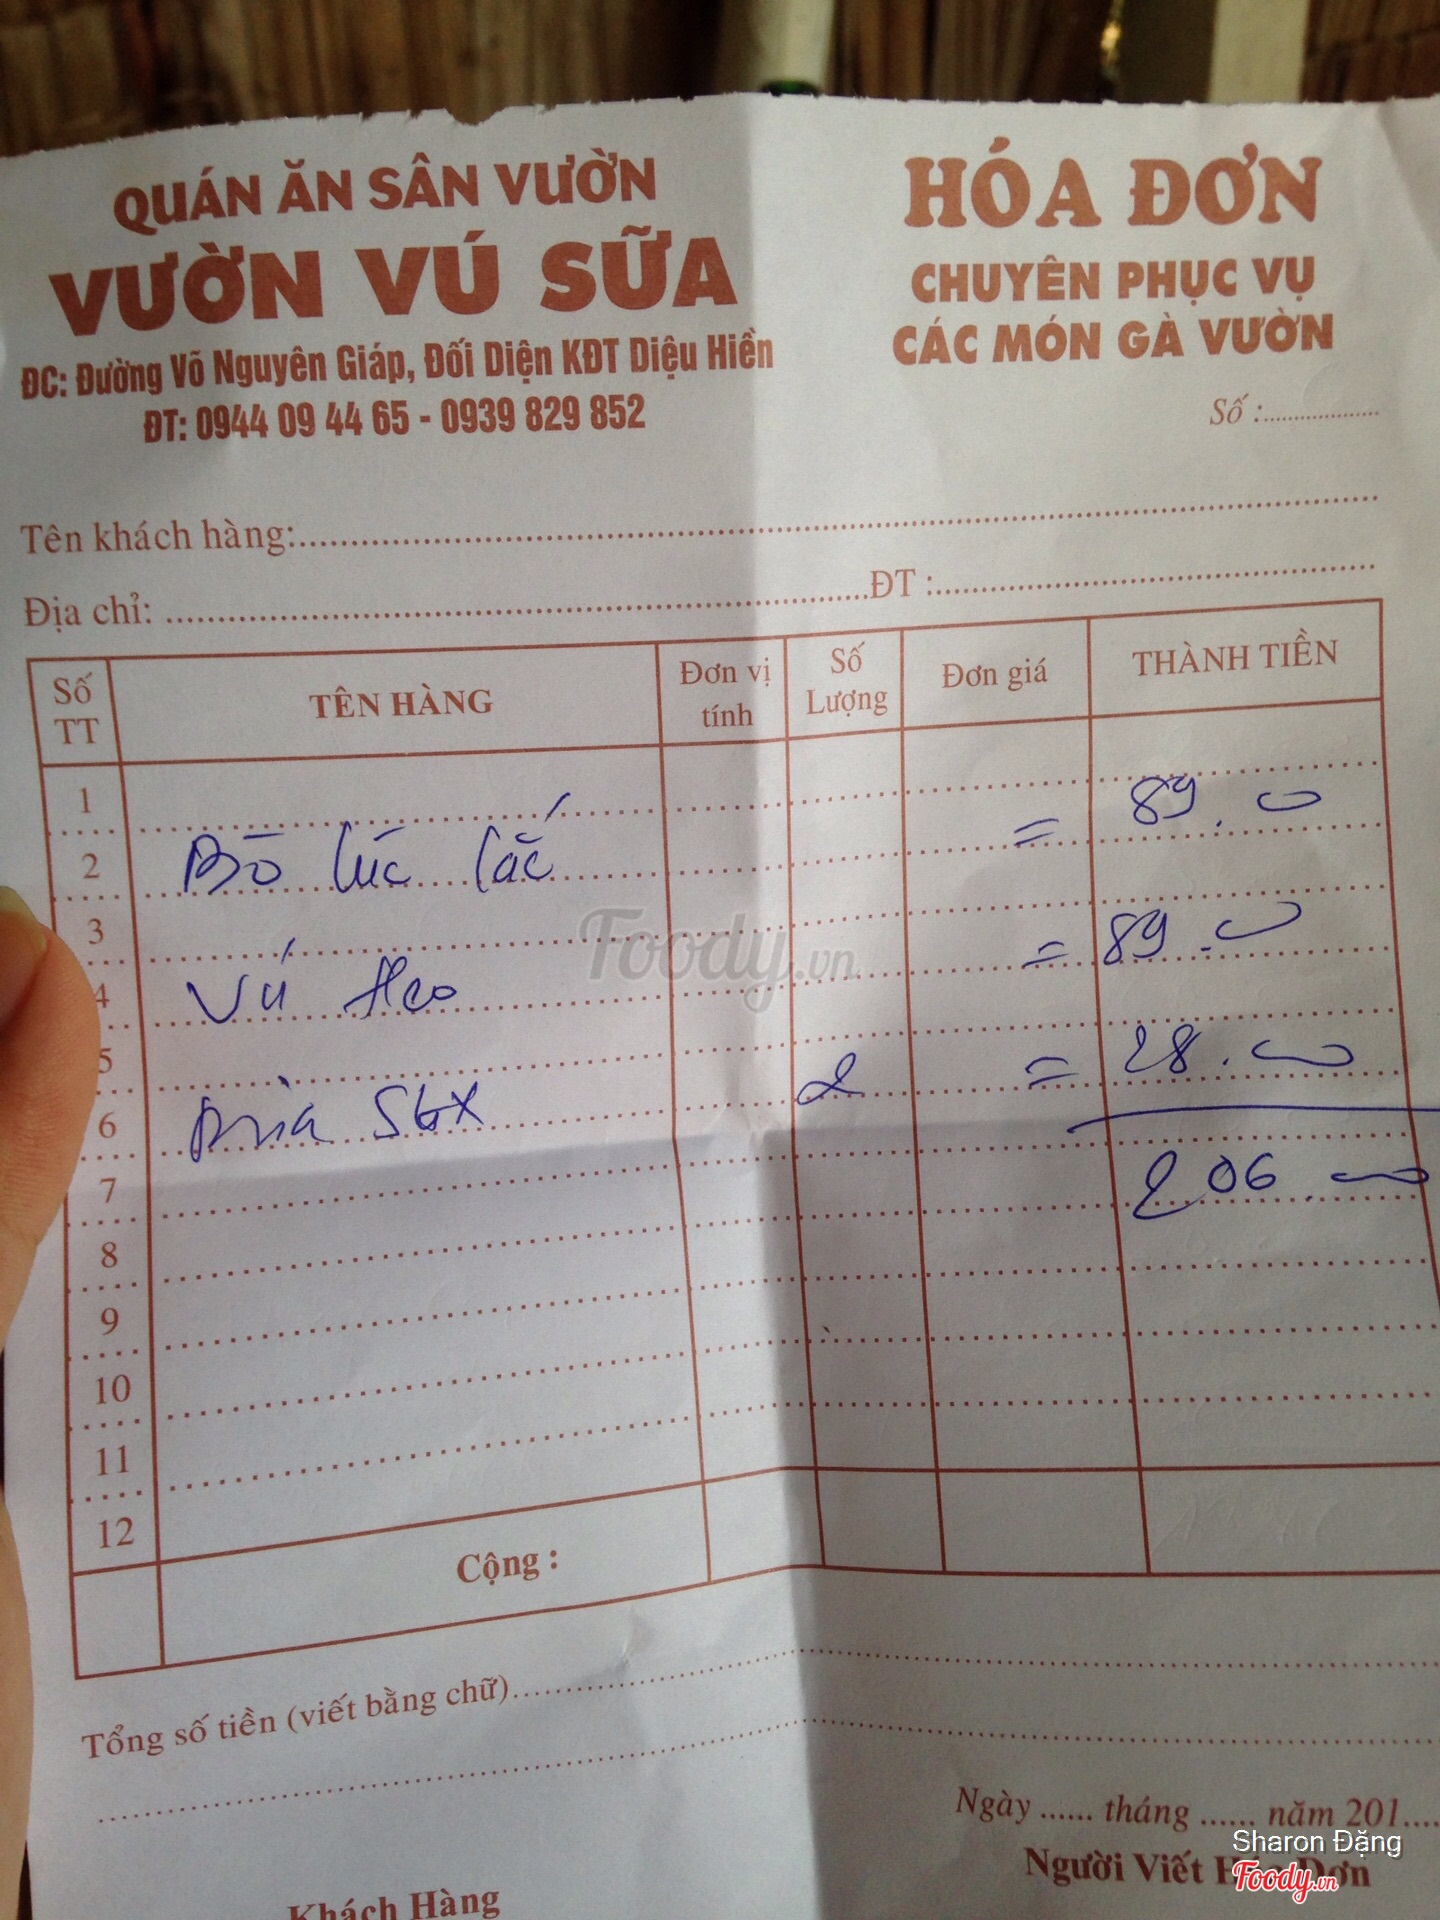 QUÁN ĂN SÂN VƯỜN
VƯỜN VÚ SỮA
ĐC: Đường Võ Nguyên Giáp, Đối Diện KĐT Diệu Hiền
ĐT: 0944 09 44 65 - 0939 829 852
HÓA ĐƠN
CHUYÊN PHỤC VỤ
CÁC MÓN GÀ VƯỜN
Số :
Tên khách hàng:
Địa chỉ: ĐT :
Số TT TÊN HÀNG Đơn vị tính Số Lượng Đơn giá THÀNH TIỀN
1
2 Bò lúc lắc = 89.
3
4 Vú Heo = 89.
5
6 Bia SGX 2 = 28.
7 206.
8
9
10
11
12
Cộng :
Tổng số tiền (viết bằng chữ)
Ngày ...... tháng ...... năm 201....
Người Viết Hóa Đơn
Khách Hàng
Foody.vn
Sharon Đặng
Foody.vn